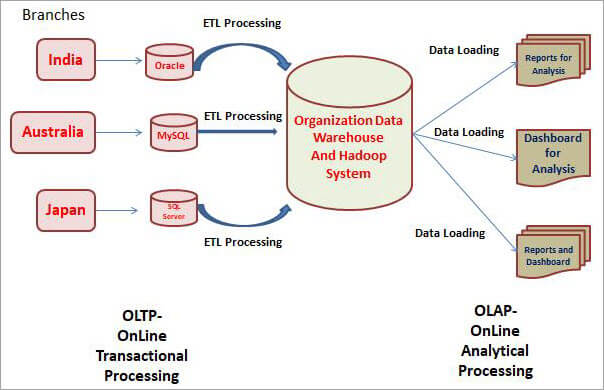 Branches
ETL Processing
India
Oracle
Data Loading
Reports for
Analysis
Australia
MySQL
ETL Processing
Organization Data
Warehouse
And Hadoop
System
Data Loading
Dashboard
for
Analysis
Japan
SQL
Server
ETL Processing
Data Loading
Reports and
Dashboard
OLTP-
OnLine
Transactional
Processing
OLAP-
OnLine
Analytical
Processing